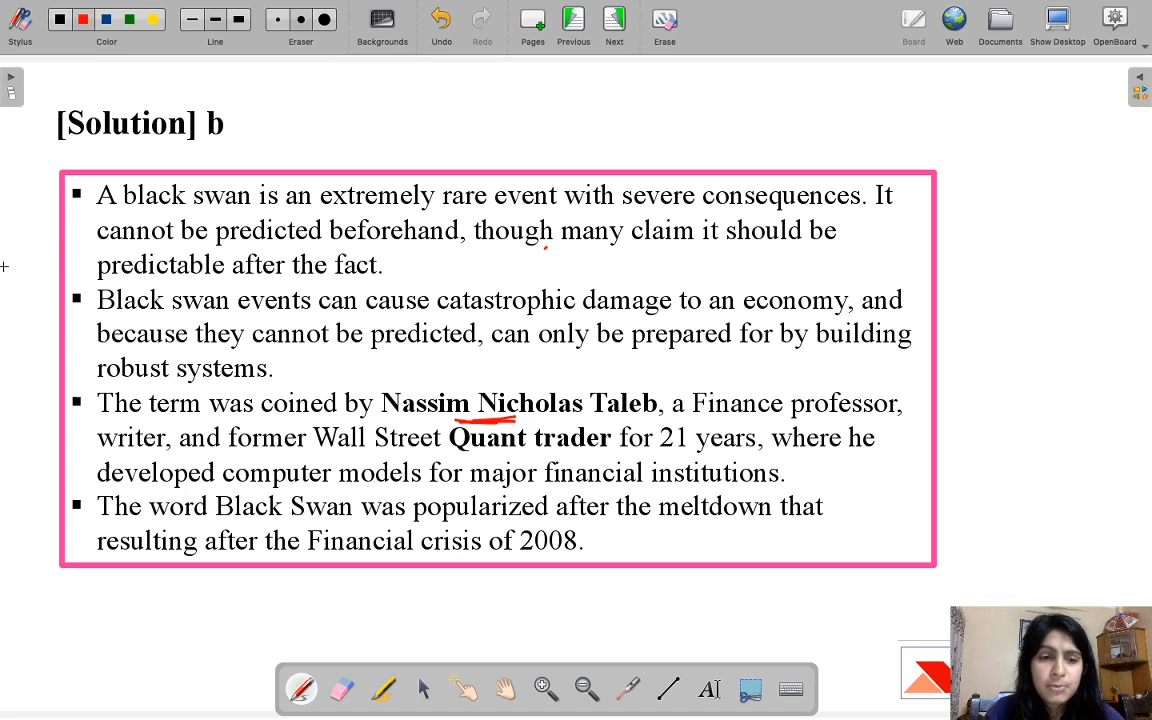 Stylus Color Line Eraser Backgrounds Undo Redo Pages Previous Next Erase Board Web Documents Show Desktop OpenBoard
[Solution] b
▪ A black swan is an extremely rare event with severe consequences. It
cannot be predicted beforehand, though many claim it should be
predictable after the fact.
▪ Black swan events can cause catastrophic damage to an economy, and
because they cannot be predicted, can only be prepared for by building
robust systems.
▪ The term was coined by Nassim Nicholas Taleb, a Finance professor,
writer, and former Wall Street Quant trader for 21 years, where he
developed computer models for major financial institutions.
▪ The word Black Swan was popularized after the meltdown that
resulting after the Financial crisis of 2008.